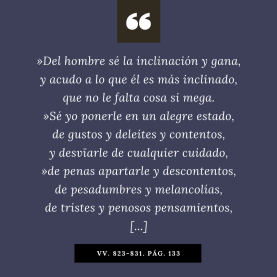 ❝
»Del hombre sé la inclinación y gana,
y acudo a lo que él es más inclinado,
que no le falta cosa si mega.
»Sé yo ponerle en un alegre estado,
de gustos y deleites y contentos,
y desvíarle de cualquier cuidado,
»de penas apartarle y descontentos,
de pesadumbres y melancolías,
de tristes y penosos pensamientos,
[...]
VV. 823-831. PÁG. 133